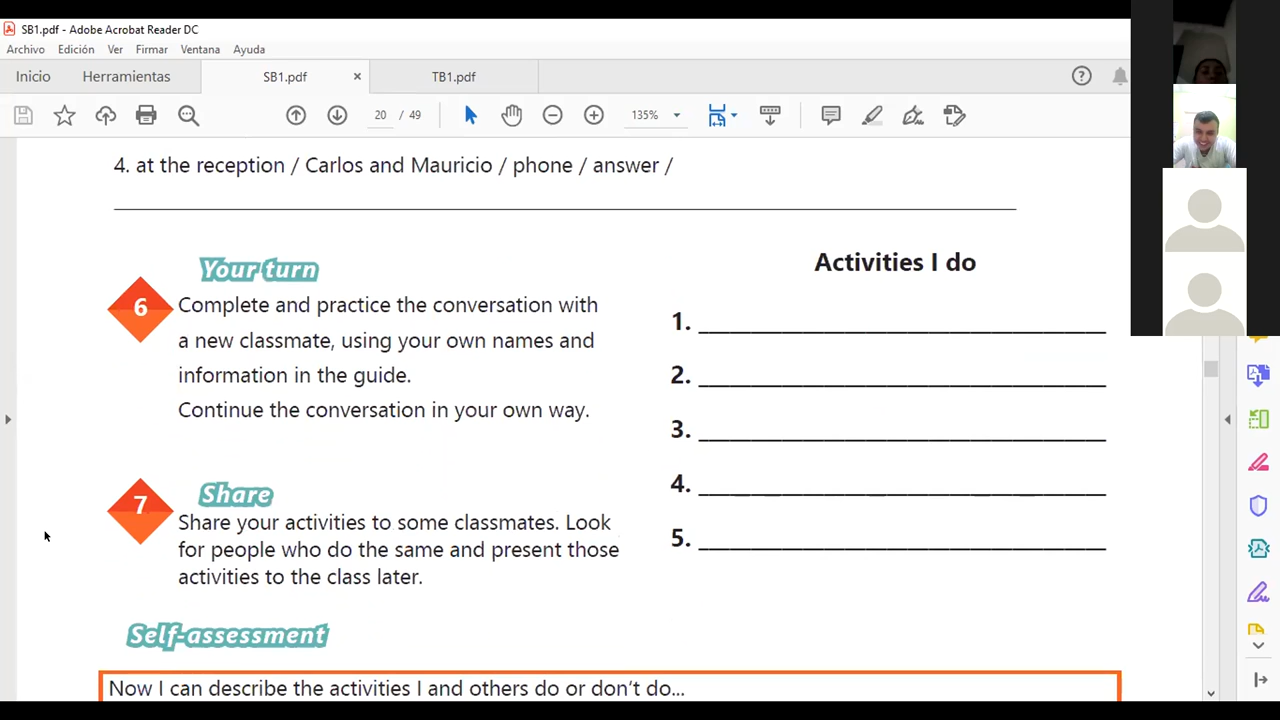 SB1.pdf - Adobe Acrobat Reader DC
Archivo Edición Ver Firmar Ventana Ayuda
Inicio Herramientas SB1.pdf × TB1.pdf
20 / 49 135%
4. at the reception / Carlos and Mauricio / phone / answer /
Your turn
6
Complete and practice the conversation with
a new classmate, using your own names and
information in the guide.
Continue the conversation in your own way.
7
Share
Share your activities to some classmates. Look
for people who do the same and present those
activities to the class later.
Activities I do
1.
2.
3.
4.
5.
Self-assessment
Now I can describe the activities I and others do or don't do...